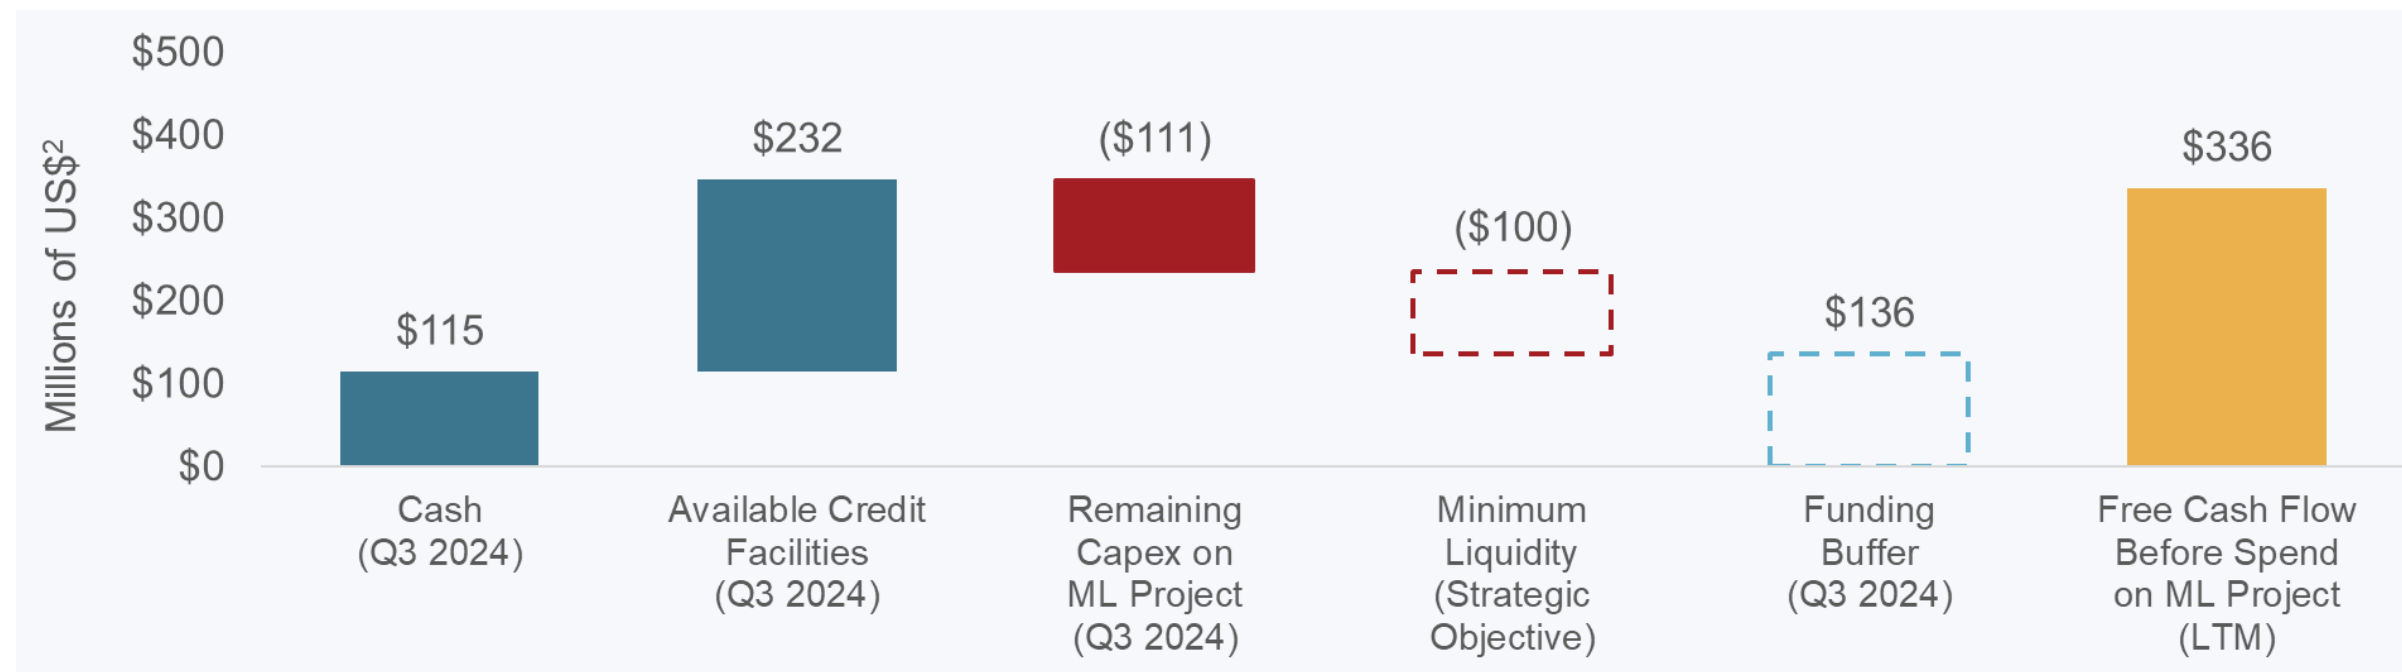 Millions of US$²
$500
$400
$300
$200
$100
$0
$115
$232
($111)
($100)
$136
$336
Cash
(Q3 2024)
Available Credit
Facilities
(Q3 2024)
Remaining
Capex on
ML Project
(Q3 2024)
Minimum
Liquidity
(Strategic
Objective)
Funding
Buffer
(Q3 2024)
Free Cash Flow
Before Spend
on ML Project
(LTM)